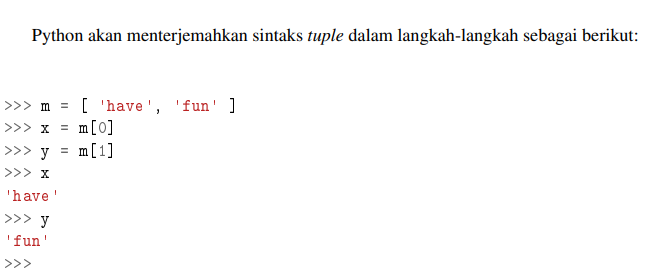 Python akan menterjemahkan sintaks tuple dalam langkah-langkah sebagai berikut:
>>> m = [ 'have', 'fun' ]
>>> x = m[0]
>>> y = m[1]
>>> x
'have'
>>> y
'fun'
>>>